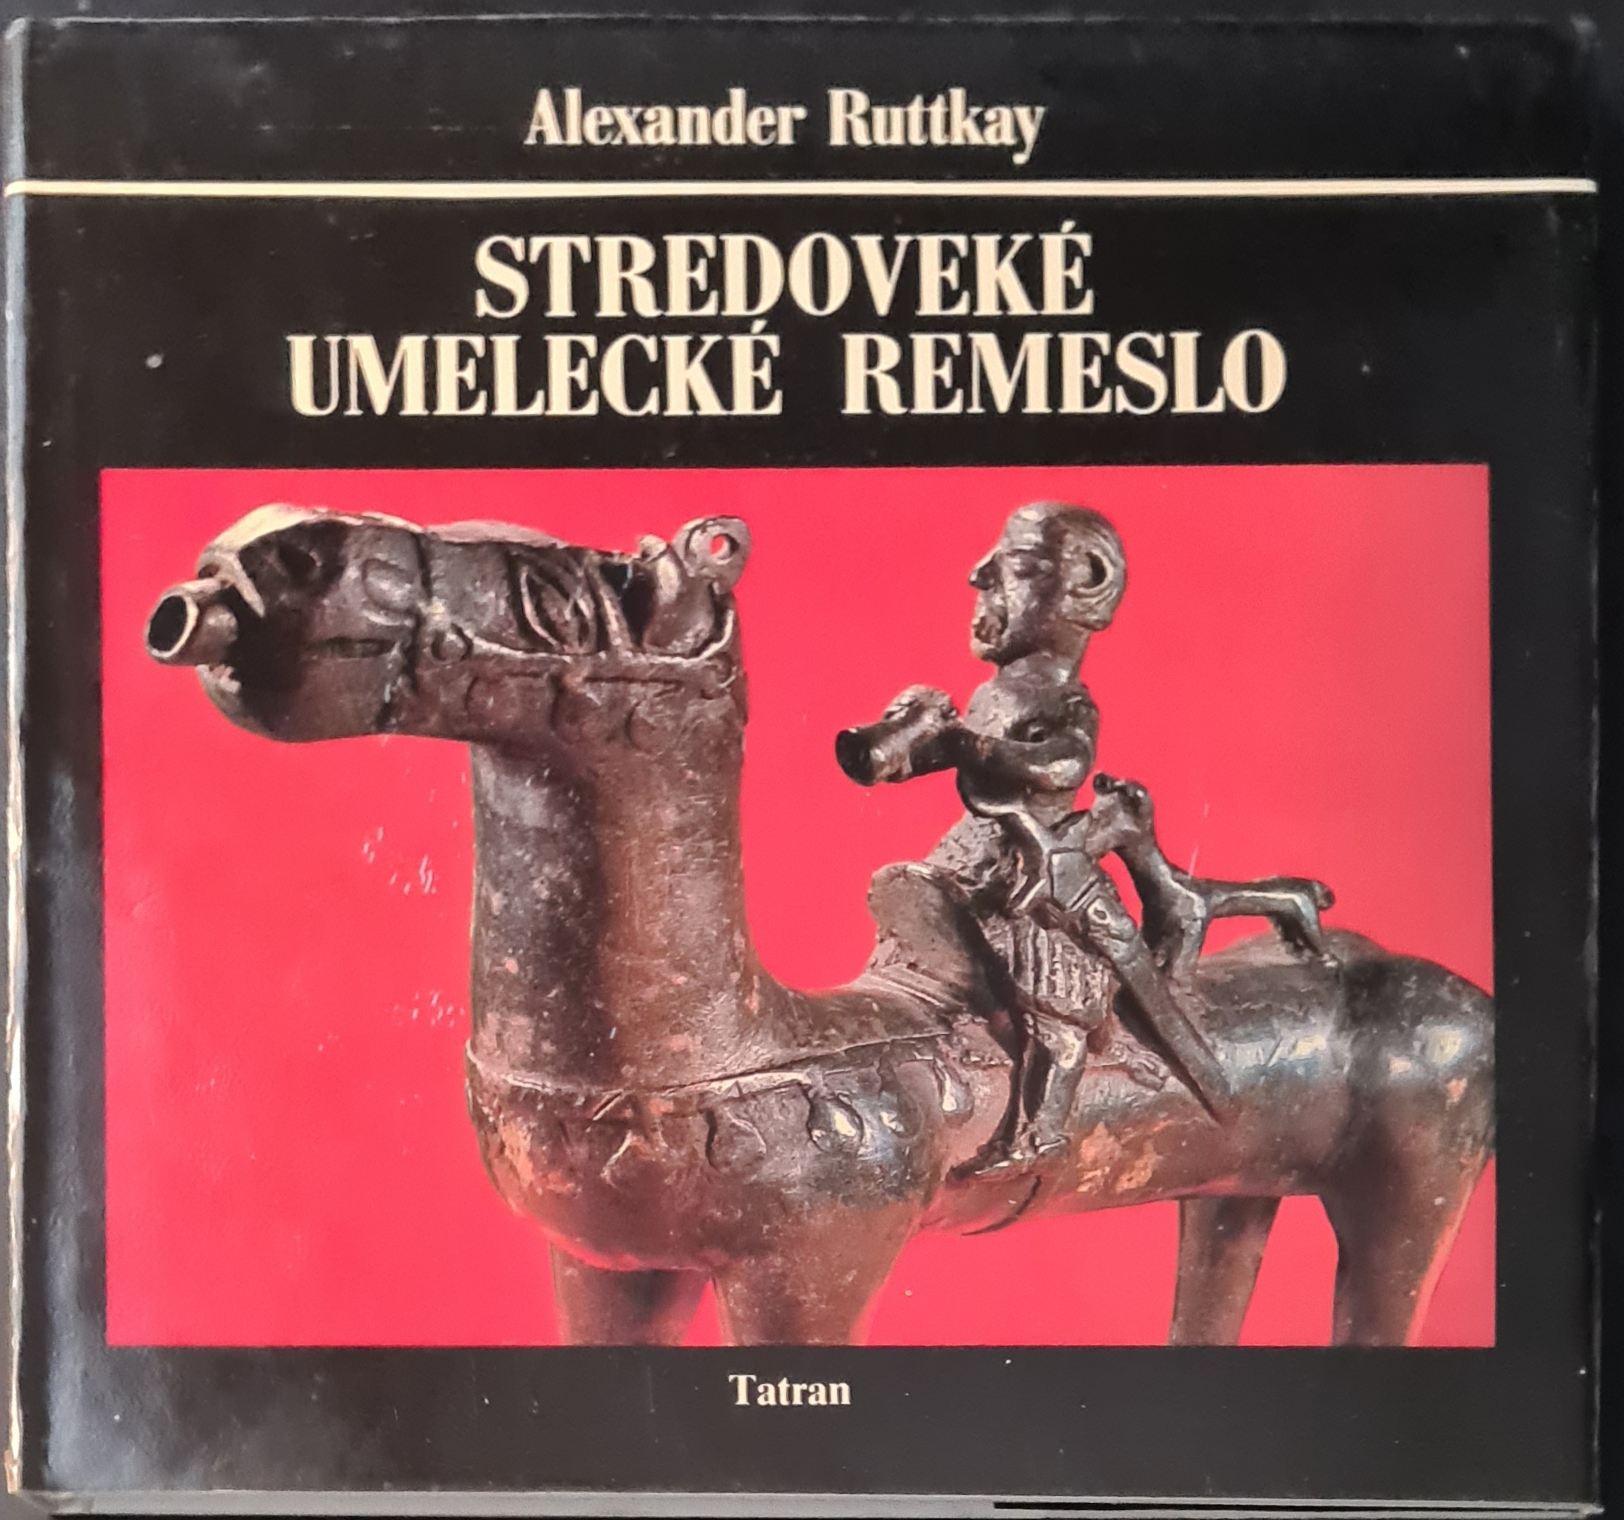 Alexander Ruttkay
STREDOVEKÉ
UMELECKÉ REMESLO
Tatran